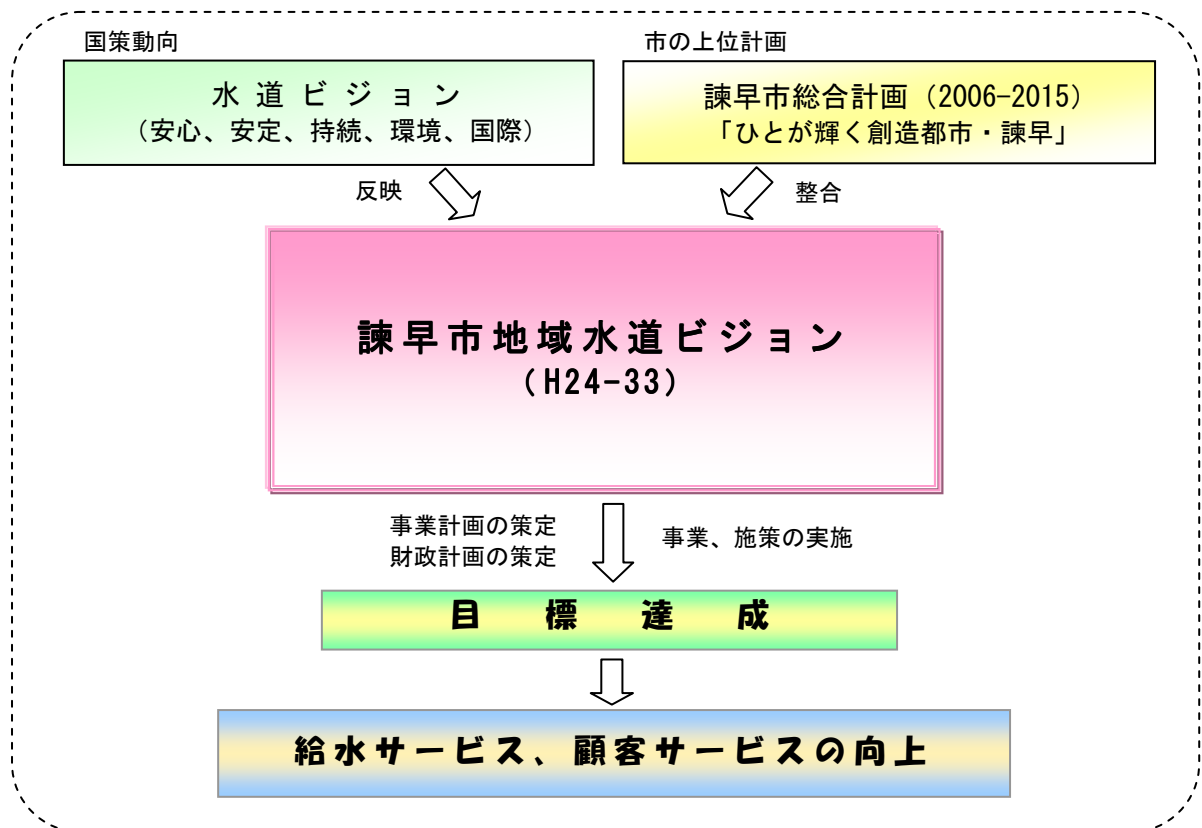 国策動向
市の上位計画
水道ビジョン
（安心、安定、持続、環境、国際）
諫早市総合計画（2006-2015）
「ひとが輝く創造都市・諫早」
反映
整合
諫早市地域水道ビジョン
（H24-33）
事業計画の策定
財政計画の策定
事業、施策の実施
目標達成
給水サービス、顧客サービスの向上